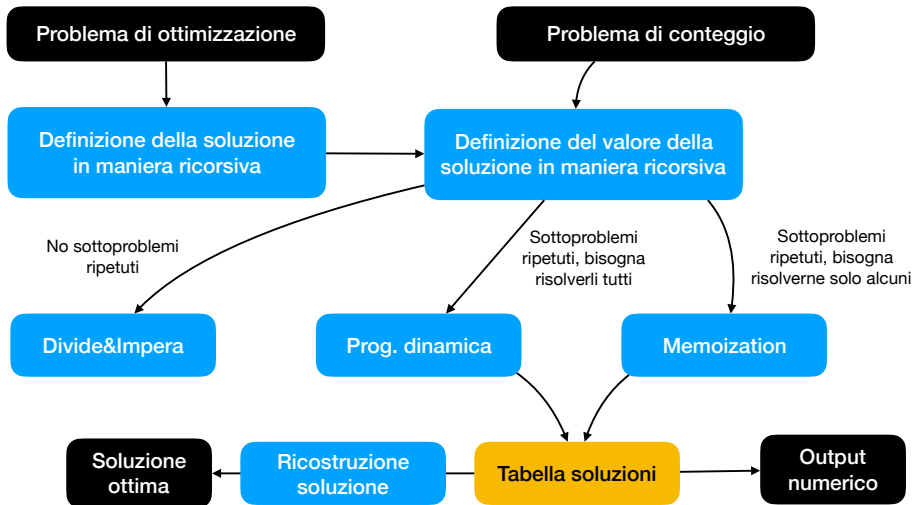 Problema di ottimizzazione
Problema di conteggio
Definizione della soluzione
in maniera ricorsiva
Definizione del valore della
soluzione in maniera ricorsiva
No sottoproblemi
ripetuti
Sottoproblemi
ripetuti, bisogna
risolverli tutti
Sottoproblemi
ripetuti, bisogna
risolverne solo alcuni
Divide&Impera
Prog. dinamica
Memoization
Soluzione
ottima
Ricostruzione
soluzione
Tabella soluzioni
Output
numerico